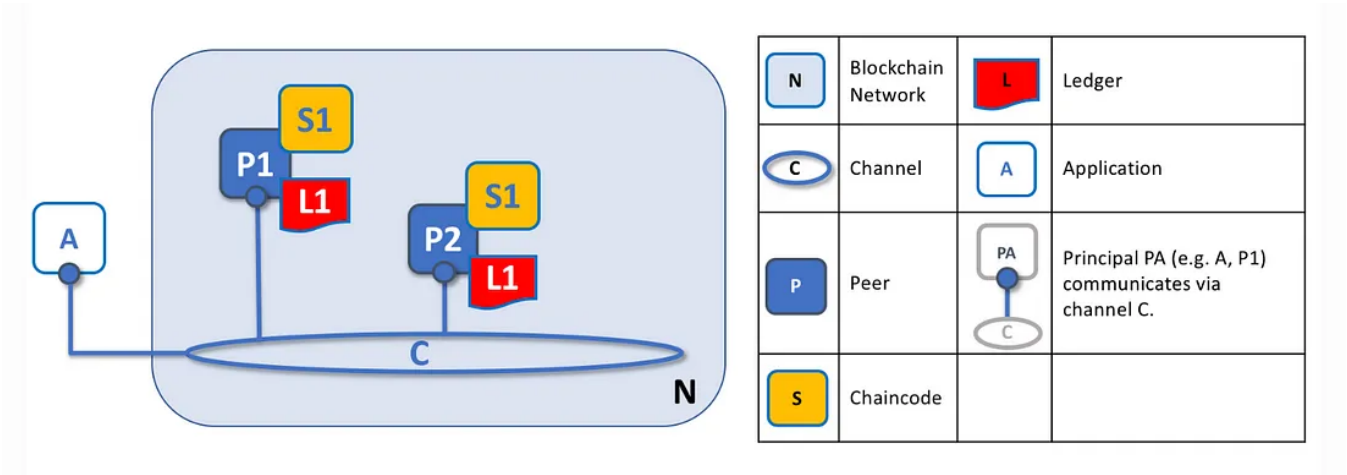 S1
P1
L1
S1
P2
L1
A
C
N
N
Blockchain
Network
L
Ledger
C
Channel
A
Application
P
Peer
PA
C
Principal PA (e.g. A, P1)
communicates via
channel C.
S
Chaincode